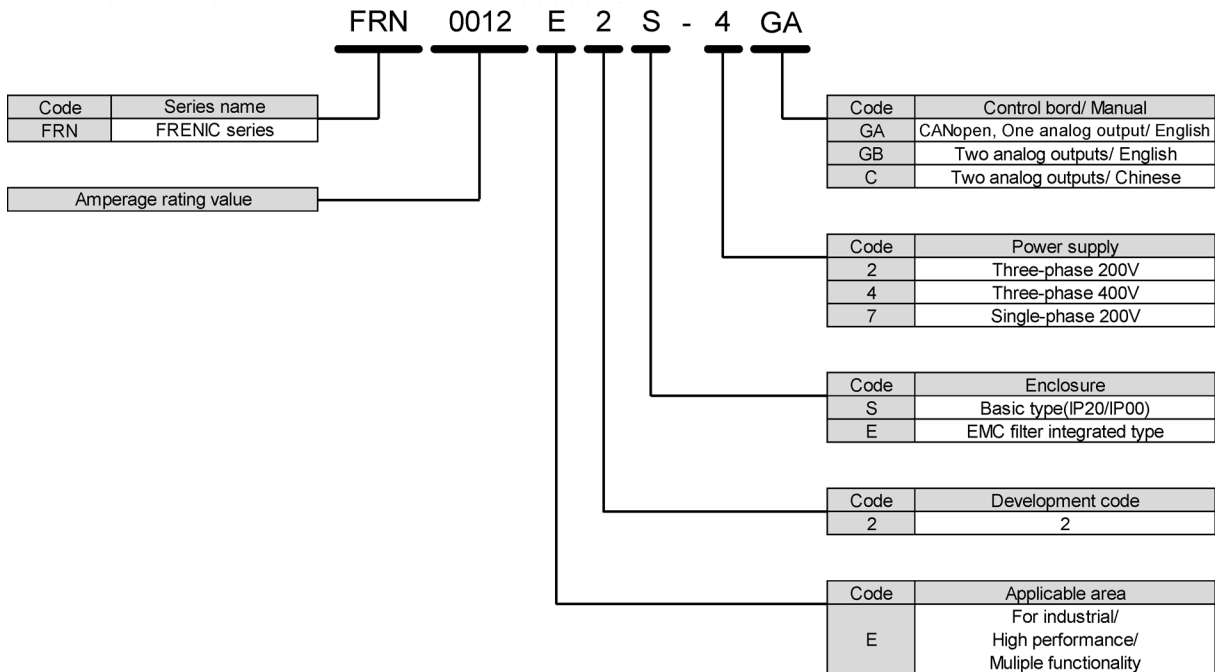 FRN 0012 E 2 S - 4 GA
Code Series name
FRN FRENIC series
Amperage rating value
Code Control bord/ Manual
GA CANopen, One analog output/ English
GB Two analog outputs/ English
C Two analog outputs/ Chinese
Code Power supply
2 Three-phase 200V
4 Three-phase 400V
7 Single-phase 200V
Code Enclosure
S Basic type(IP20/IP00)
E EMC filter integrated type
Code Development code
2 2
Code Applicable area
E For industrial/
High performance/
Muliple functionality